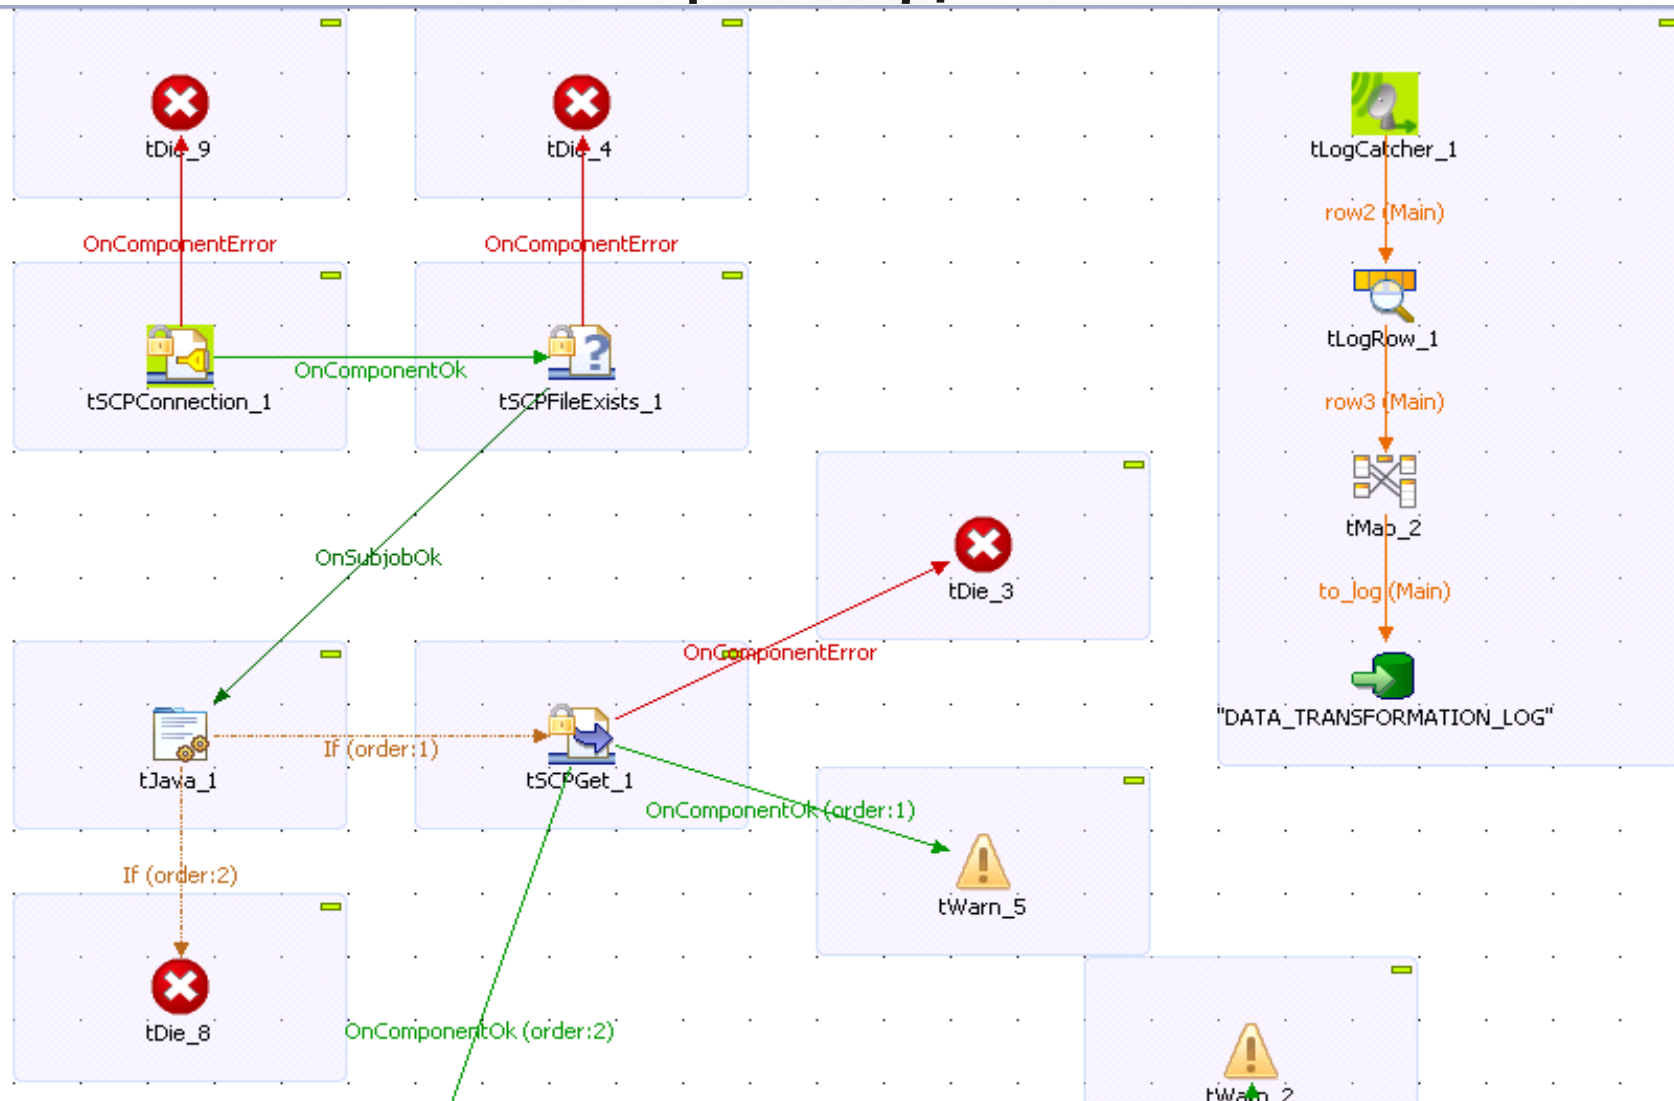 tDie_9
tDie_4
tLogCatcher_1
row2 (Main)
OnComponentError
OnComponentError
tLogRow_1
OnComponentOk
tSCPConnection_1
tSCPFileExists_1
row3 (Main)
tMap_2
OnSubjobOk
tDie_3
to_log (Main)
OnComponentError
"DATA_TRANSFORMATION_LOG"
If (order:1)
tJava_1
tSCPGet_1
OnComponentOk (order:1)
If (order:2)
tWarn_5
tDie_8
OnComponentOk (order:2)
tWarn_2